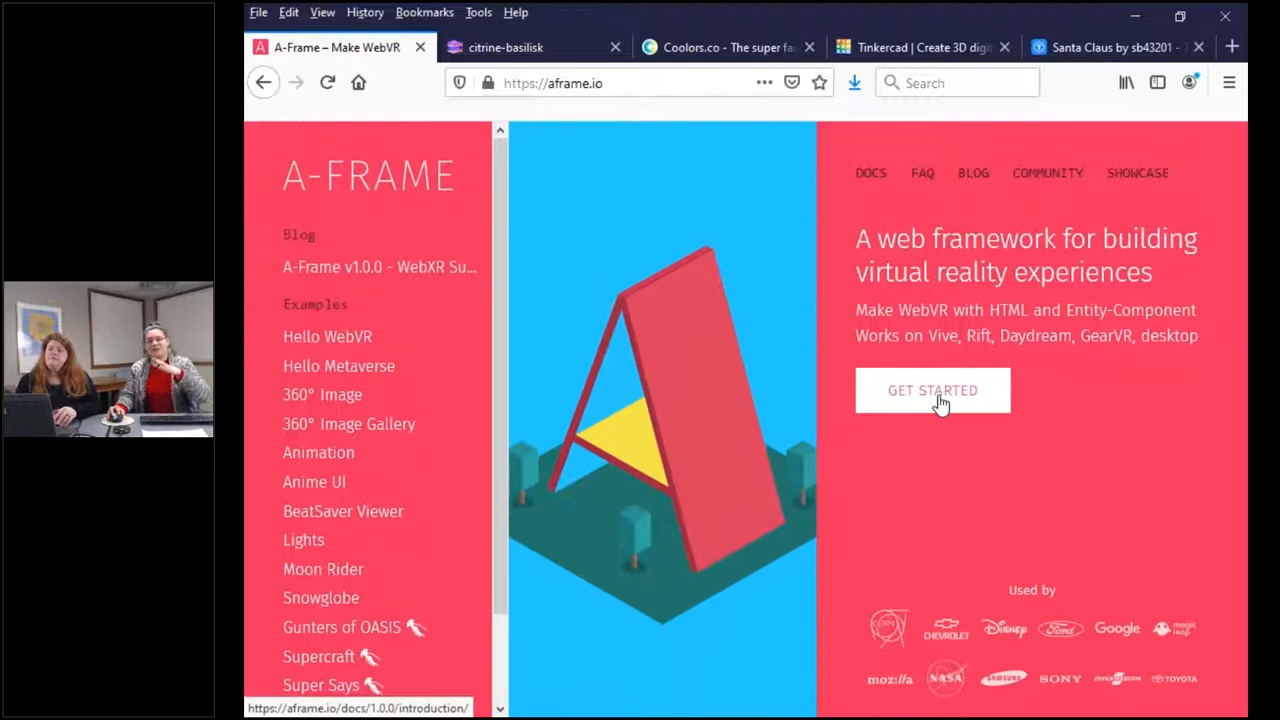 File Edit View History Bookmarks Tools Help
A-Frame – Make WebVR
citrine-basilisk
Coolors.co - The super fa
Tinkercad | Create 3D digi
Santa Claus by sb43201 -
https://aframe.io
Search
A-FRAME
Blog
A-Frame v1.0.0 - WebXR Su...
Examples
Hello WebVR
Hello Metaverse
360° Image
360° Image Gallery
Animation
Anime UI
BeatSaver Viewer
Lights
Moon Rider
Snowglobe
Gunters of OASIS
Supercraft
Super Says
https://aframe.io/docs/1.0.0/introduction/
DOCS FAQ BLOG COMMUNITY SHOWCASE
A web framework for building
virtual reality experiences
Make WebVR with HTML and Entity-Component
Works on Vive, Rift, Daydream, GearVR, desktop
GET STARTED
Used by
CERN CHEVROLET Disney Ford Google magic leap
moz://a NASA SAMSUNG SONY TOYOTA